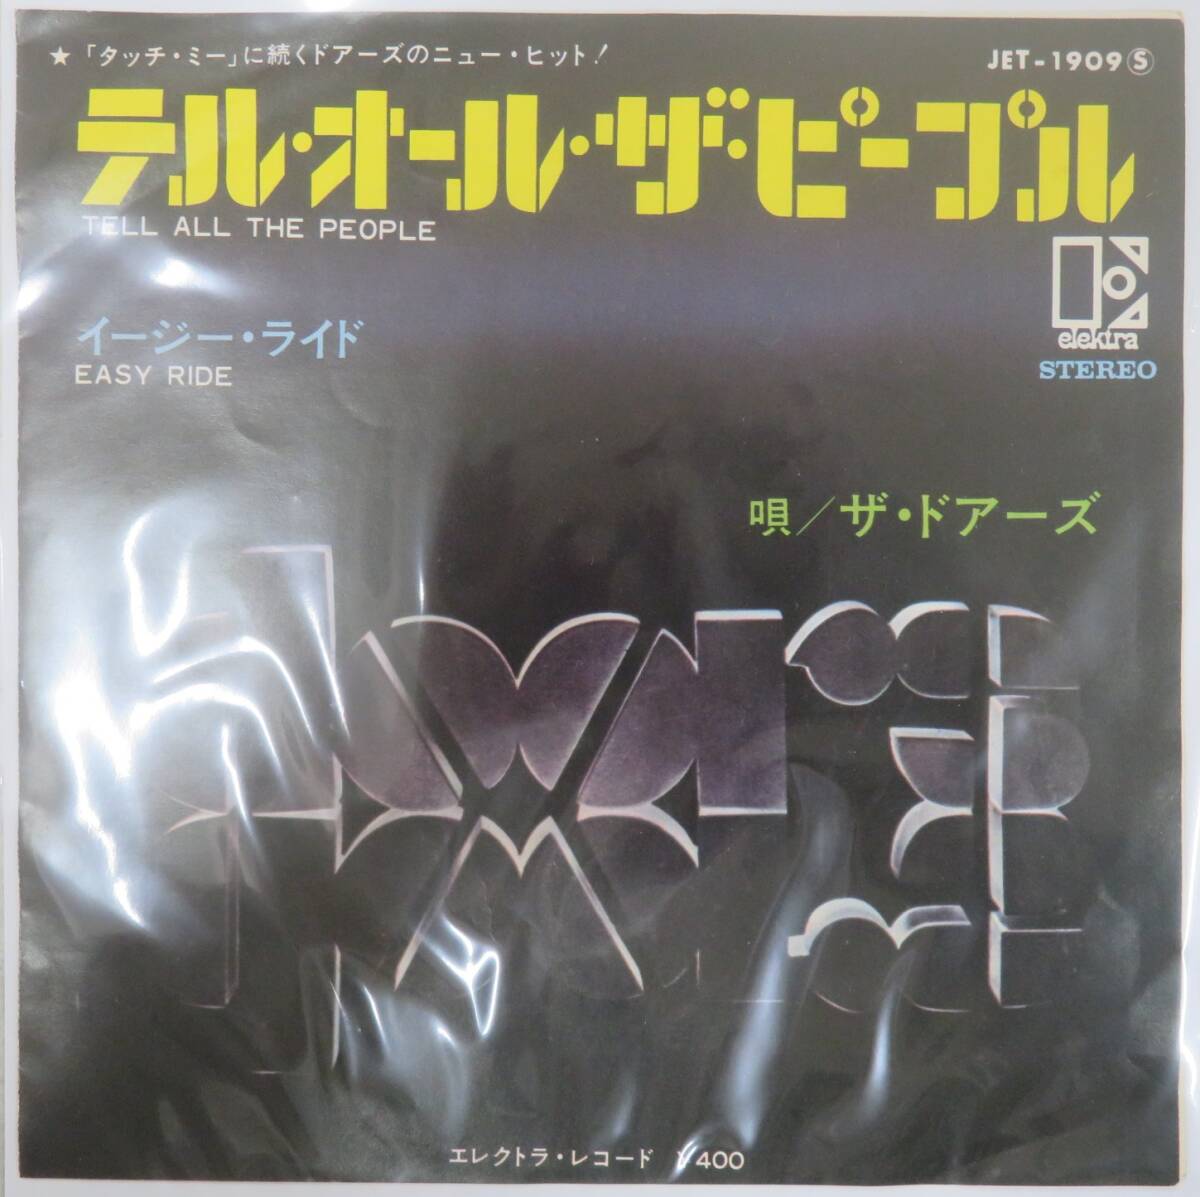 ★「タッチ・ミー」に続くドアーズのニュー・ヒット!
JET-1909Ⓢ
テル・オール・ザ・ピープル
TELL ALL THE PEOPLE
elektra
STEREO
イージー・ライド
EASY RIDE
唄/ザ・ドアーズ
エレクトラ・レコード ¥400